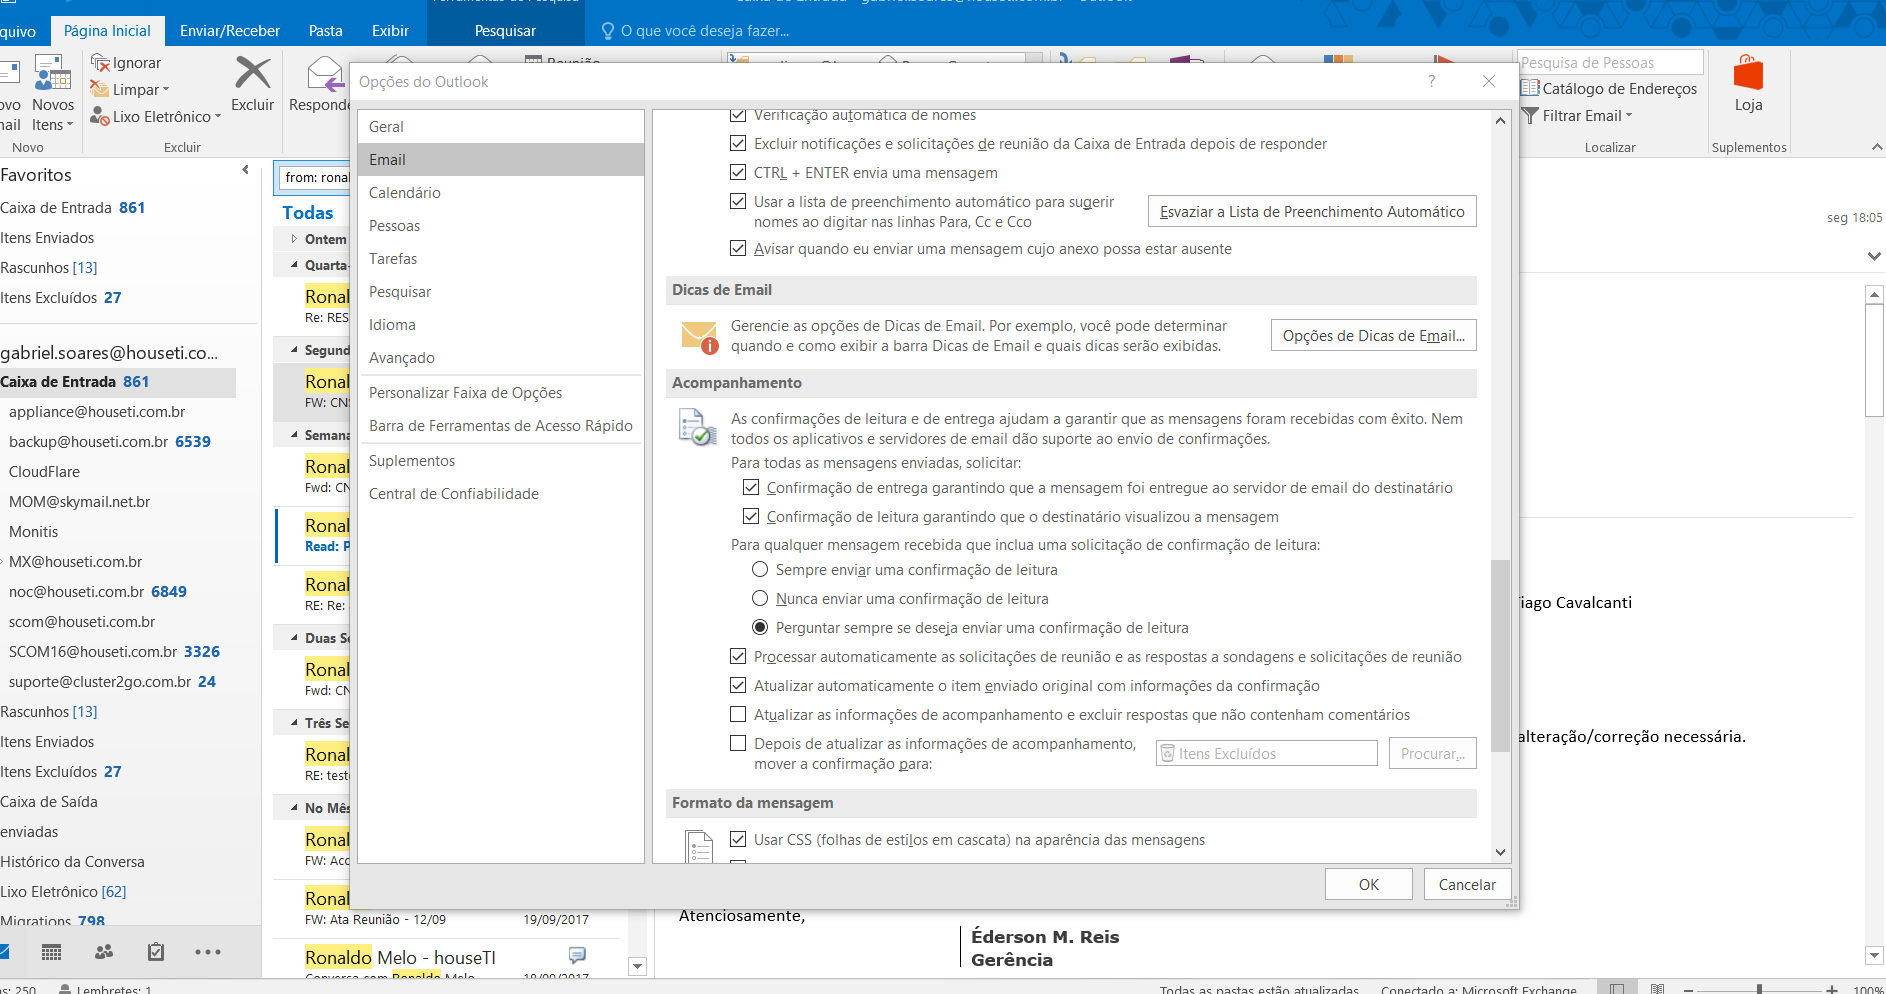 quivo
Página Inicial
Enviar/Receber
Pasta
Exibir
Pesquisar
O que você deseja fazer...
Ignorar
Limpar
Lixo Eletrônico
Excluir
Novos
Itens
Novo
Excluir
Pesquisa de Pessoas
Catálogo de Endereços
Filtrar Email
Localizar
Loja
Suplementos
Favoritos
Caixa de Entrada 861
Itens Enviados
Rascunhos [13]
Itens Excluídos 27
gabriel.soares@houseti.co...
Caixa de Entrada 861
appliance@houseti.com.br
backup@houseti.com.br 6539
CloudFlare
MOM@skymail.net.br
Monitis
MX@houseti.com.br
noc@houseti.com.br 6849
scom@houseti.com.br
SCOM16@houseti.com.br 3326
suporte@cluster2go.com.br 24
Rascunhos [13]
Itens Enviados
Itens Excluídos 27
Caixa de Saída
enviadas
Histórico da Conversa
Lixo Eletrônico [62]
Migrations 798
from: ronal
Todas
Ontem
Quarta-
Ronald
Re: RES
Segund
Ronal
FW: CN
Semana
Ronal
Fwd: CN
Ronal
Read: P
Ronal
RE: Re:
Duas Se
Ronal
Fwd: CN
Três Se
Ronal
RE: teste
No Mês
Ronal
FW: Acc
Ronal
FW: Ata Reunião - 12/09 19/09/2017
Ronaldo Melo - houseTI
Conversa com Ronaldo Melo 18/09/2017
Opções do Outlook
Geral
Email
Calendário
Pessoas
Tarefas
Pesquisar
Idioma
Avançado
Personalizar Faixa de Opções
Barra de Ferramentas de Acesso Rápido
Suplementos
Central de Confiabilidade
Verificação automática de nomes
Excluir notificações e solicitações de reunião da Caixa de Entrada depois de responder
CTRL + ENTER envia uma mensagem
Usar a lista de preenchimento automático para sugerir
nomes ao digitar nas linhas Para, Cc e Cco
Esvaziar a Lista de Preenchimento Automático
Avisar quando eu enviar uma mensagem cujo anexo possa estar ausente
Dicas de Email
Gerencie as opções de Dicas de Email. Por exemplo, você pode determinar
quando e como exibir a barra Dicas de Email e quais dicas serão exibidas.
Opções de Dicas de Email...
Acompanhamento
As confirmações de leitura e de entrega ajudam a garantir que as mensagens foram recebidas com êxito. Nem
todos os aplicativos e servidores de email dão suporte ao envio de confirmações.
Para todas as mensagens enviadas, solicitar:
Confirmação de entrega garantindo que a mensagem foi entregue ao servidor de email do destinatário
Confirmação de leitura garantindo que o destinatário visualizou a mensagem
Para qualquer mensagem recebida que inclua uma solicitação de confirmação de leitura:
Sempre enviar uma confirmação de leitura
Nunca enviar uma confirmação de leitura
Perguntar sempre se deseja enviar uma confirmação de leitura
Processar automaticamente as solicitações de reunião e as respostas a sondagens e solicitações de reunião
Atualizar automaticamente o item enviado original com informações da confirmação
Atualizar as informações de acompanhamento e excluir respostas que não contenham comentários
Depois de atualizar as informações de acompanhamento,
mover a confirmação para:
Itens Excluídos
Procurar...
Formato da mensagem
Usar CSS (folhas de estilos em cascata) na aparência das mensagens
OK
Cancelar
seg 18:05
Tiago Cavalcanti
alteração/correção necessária.
Atenciosamente,
Éderson M. Reis
Gerência
250
Lembretes: 1
Todas as pastas estão atualizadas.
Conectado a: Microsoft Exchange
100%